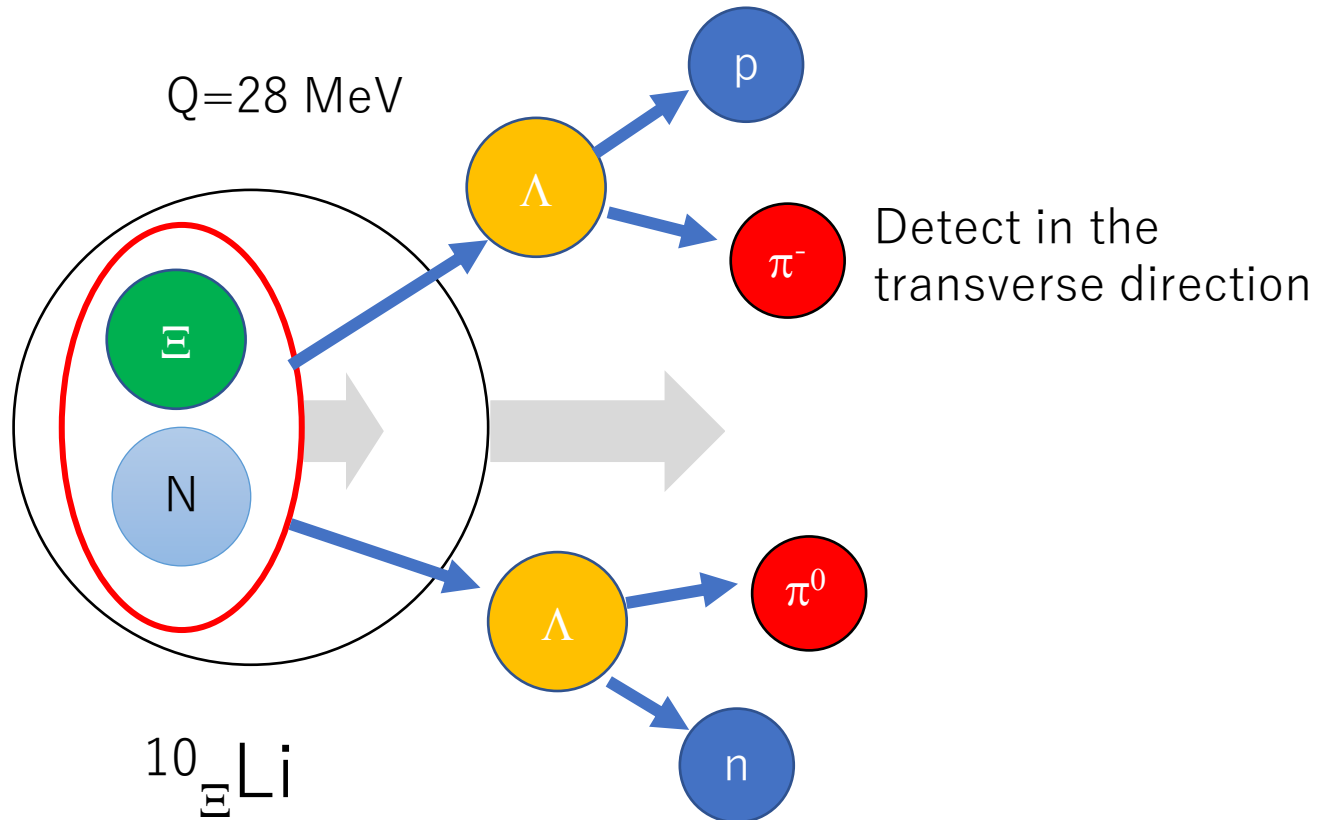 p
Q=28 MeV
Λ
π⁻
Detect in the
transverse direction
Ξ
N
π⁰
Λ
n
¹⁰ΞLi